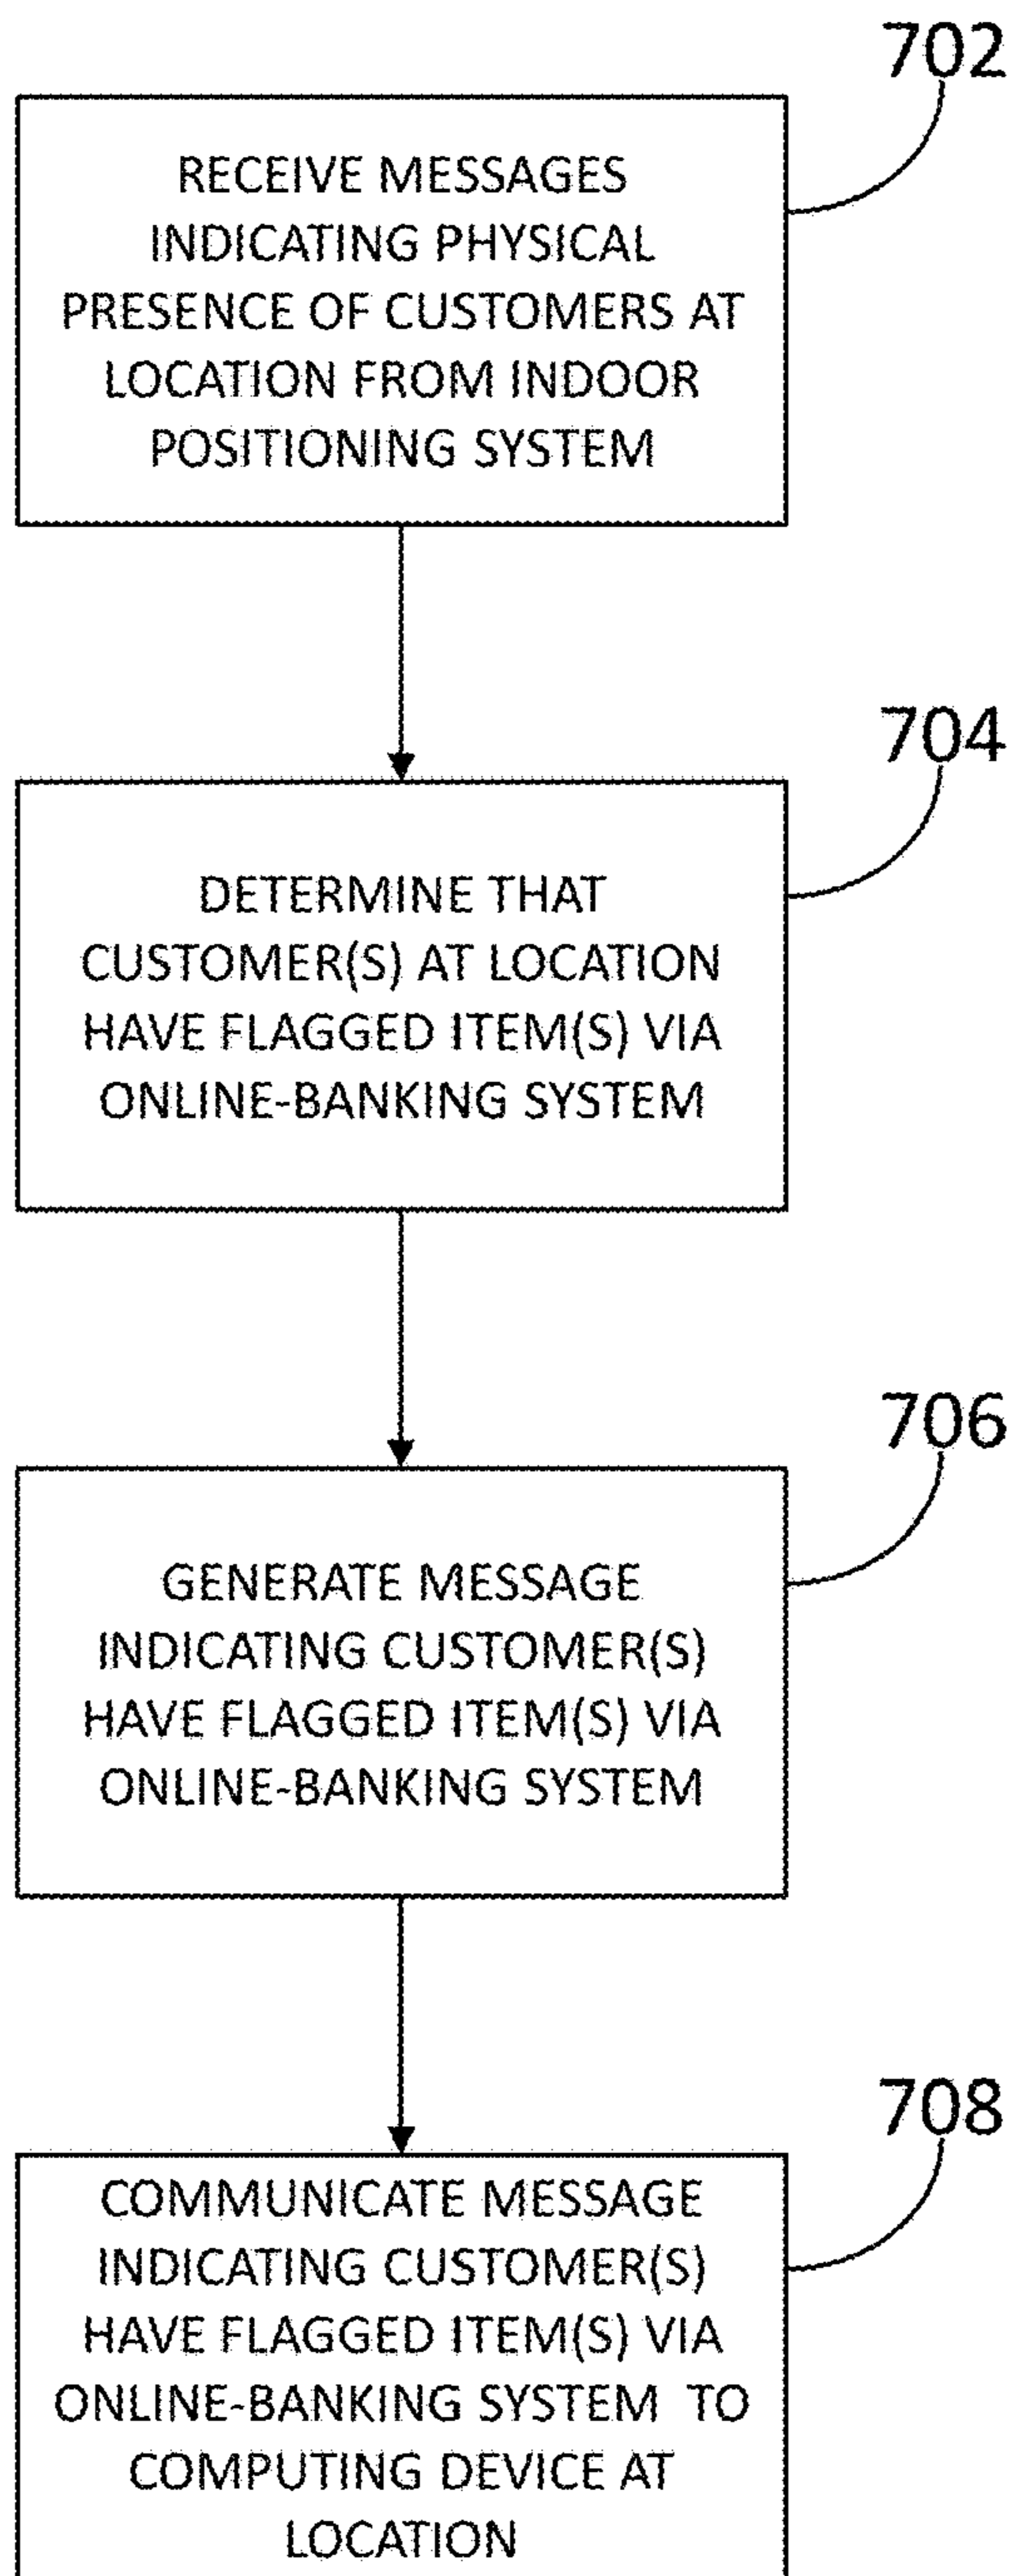 702
RECEIVE MESSAGES
INDICATING PHYSICAL
PRESENCE OF CUSTOMERS AT
LOCATION FROM INDOOR
POSITIONING SYSTEM
704
DETERMINE THAT
CUSTOMER(S) AT LOCATION
HAVE FLAGGED ITEM(S) VIA
ONLINE-BANKING SYSTEM
706
GENERATE MESSAGE
INDICATING CUSTOMER(S)
HAVE FLAGGED ITEM(S) VIA
ONLINE-BANKING SYSTEM
708
COMMUNICATE MESSAGE
INDICATING CUSTOMER(S)
HAVE FLAGGED ITEM(S) VIA
ONLINE-BANKING SYSTEM TO
COMPUTING DEVICE AT
LOCATION